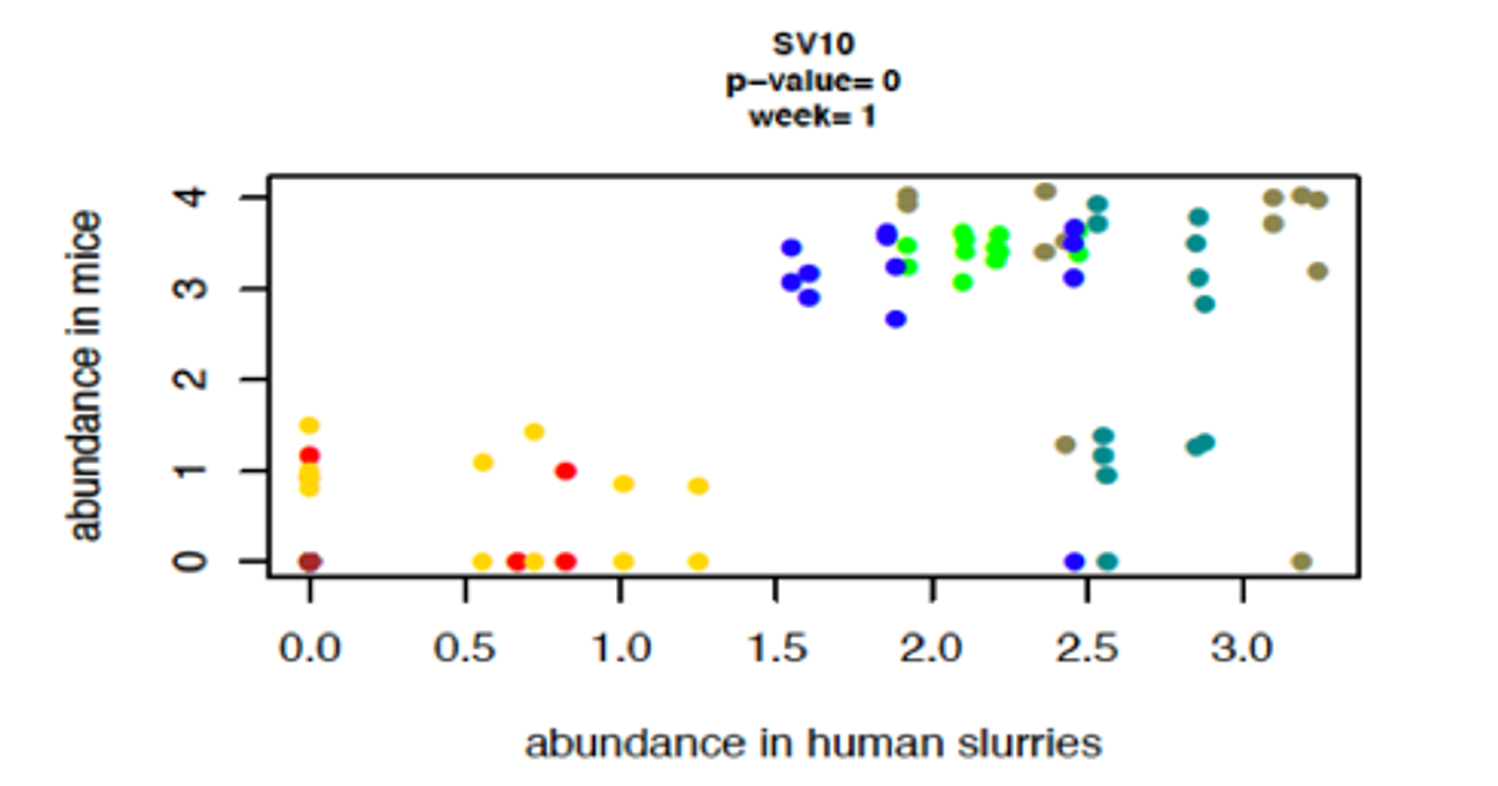 SV10
p−value= 0
week= 1
abundance in mice
4
3
2
1
0
0.0 0.5 1.0 1.5 2.0 2.5 3.0
abundance in human slurries